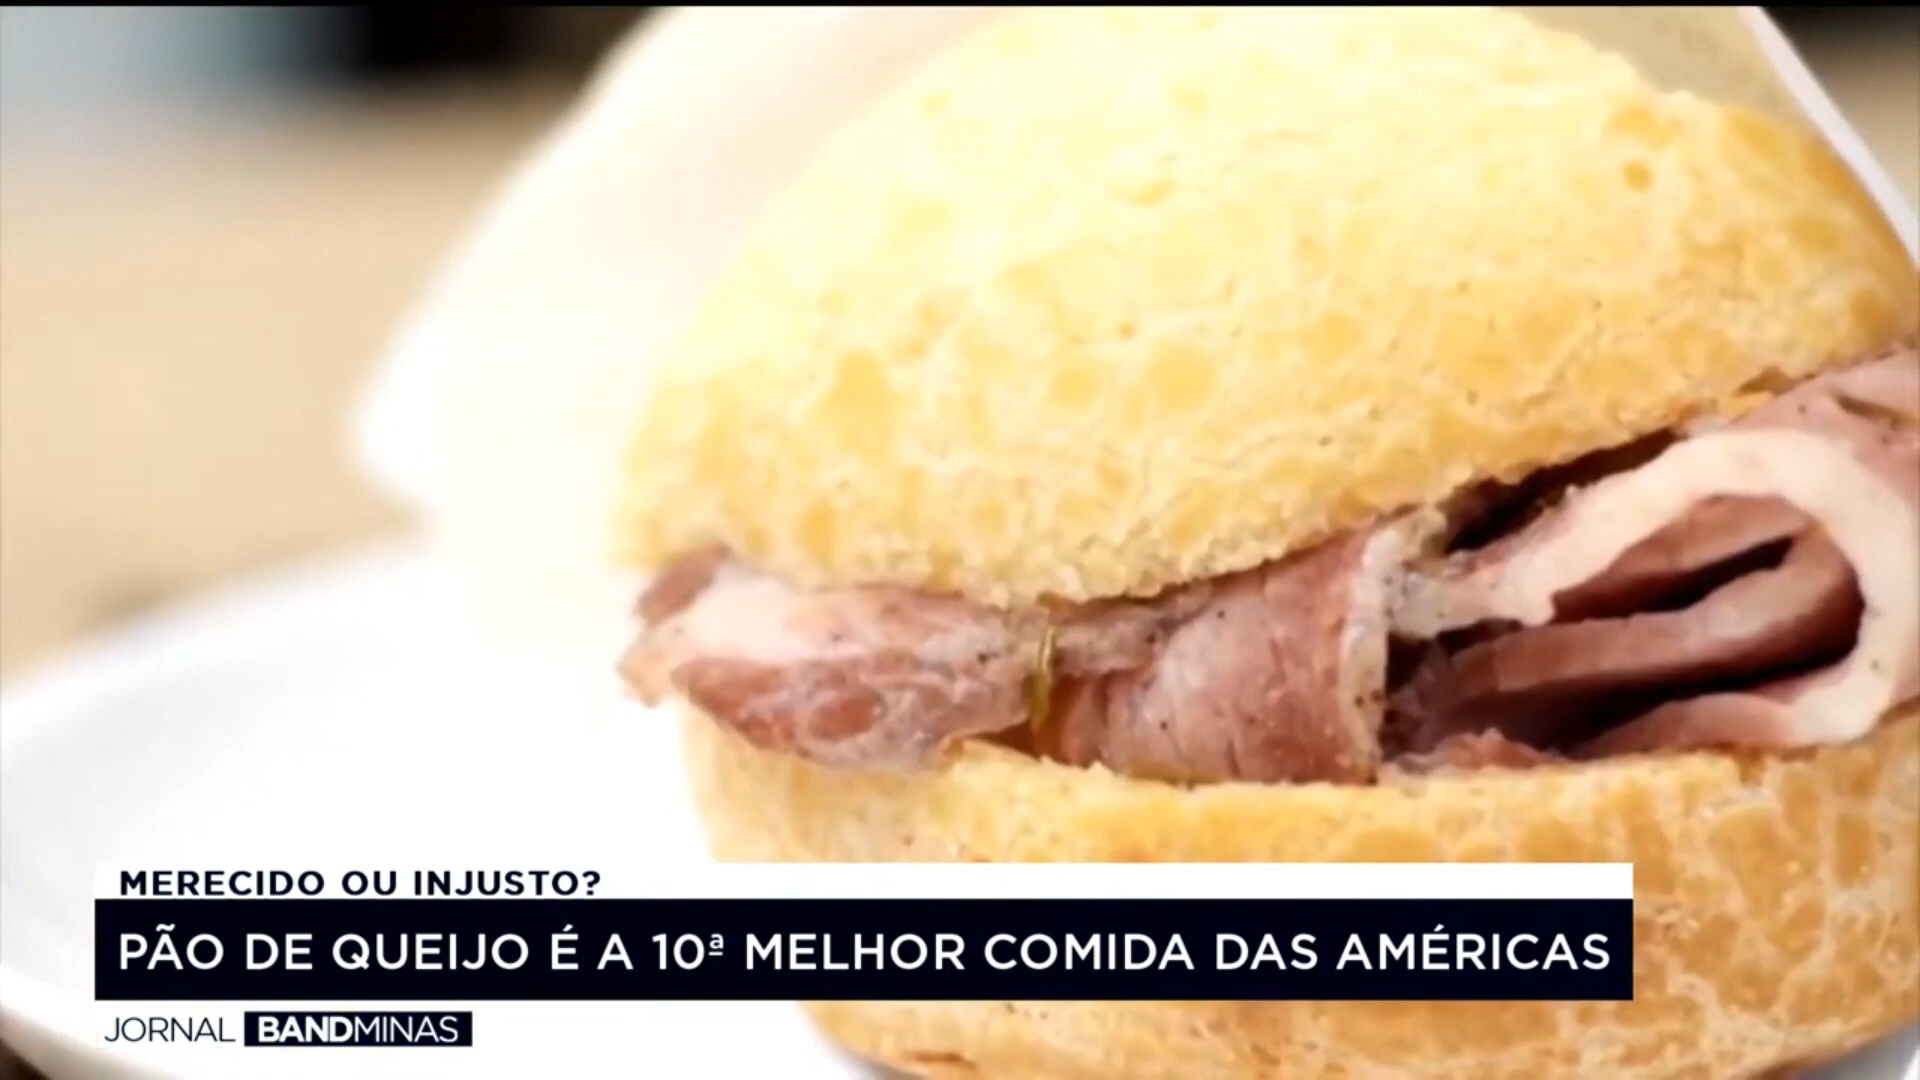 MERECIDO OU INJUSTO?
PÃO DE QUEIJO É A 10ª MELHOR COMIDA DAS AMÉRICAS
JORNAL BANDMINAS